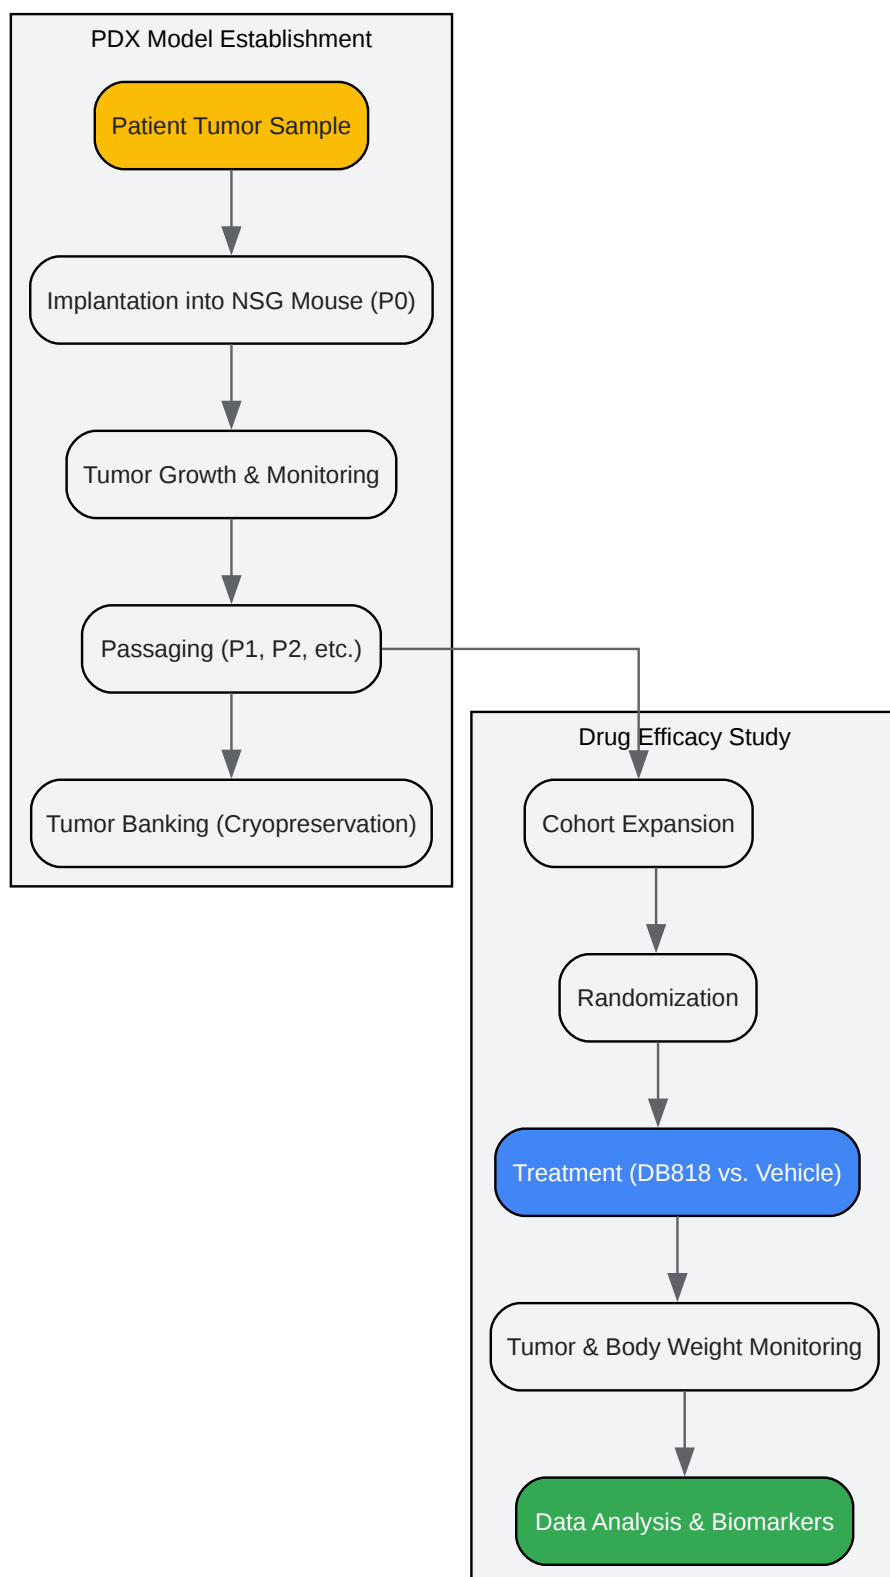 PDX Model Establishment
Patient Tumor Sample
Implantation into NSG Mouse (P0)
Tumor Growth & Monitoring
Passaging (P1, P2, etc.)
Tumor Banking (Cryopreservation)
Drug Efficacy Study
Cohort Expansion
Randomization
Treatment (DB818 vs. Vehicle)
Tumor & Body Weight Monitoring
Data Analysis & Biomarkers